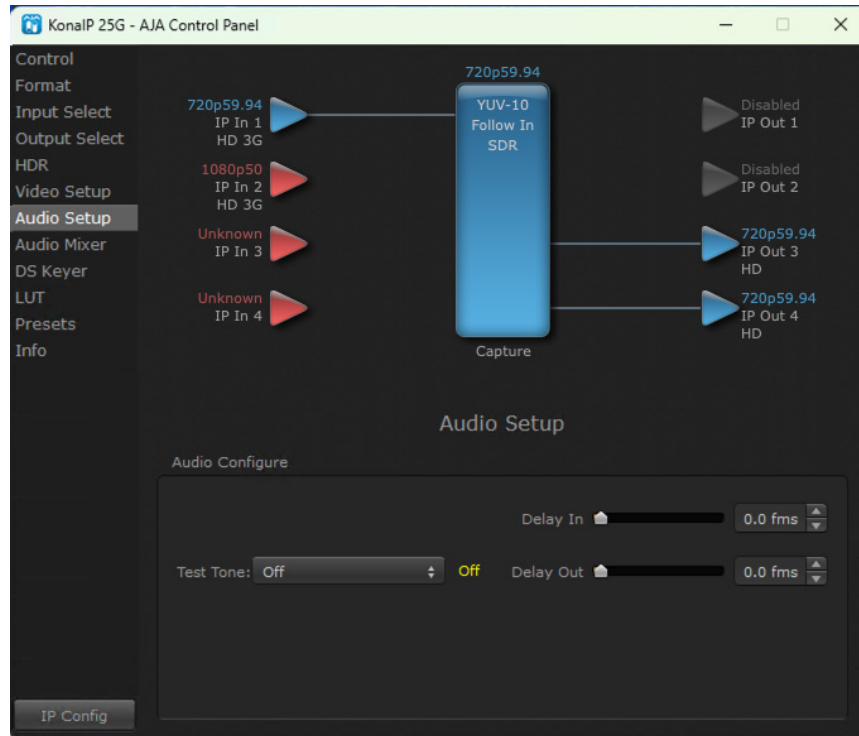 KonaIP 25G - AJA Control Panel
Control
Format
Input Select
Output Select
HDR
Video Setup
Audio Setup
Audio Mixer
DS Keyer
LUT
Presets
Info
IP Config
720p59.94
IP In 1
HD 3G
1080p50
IP In 2
HD 3G
Unknown
IP In 3
Unknown
IP In 4
720p59.94
YUV-10
Follow In
SDR
Capture
Disabled
IP Out 1
Disabled
IP Out 2
720p59.94
IP Out 3
HD
720p59.94
IP Out 4
HD
Audio Setup
Audio Configure
Delay In 0.0 fms
Test Tone: Off Off Delay Out 0.0 fms